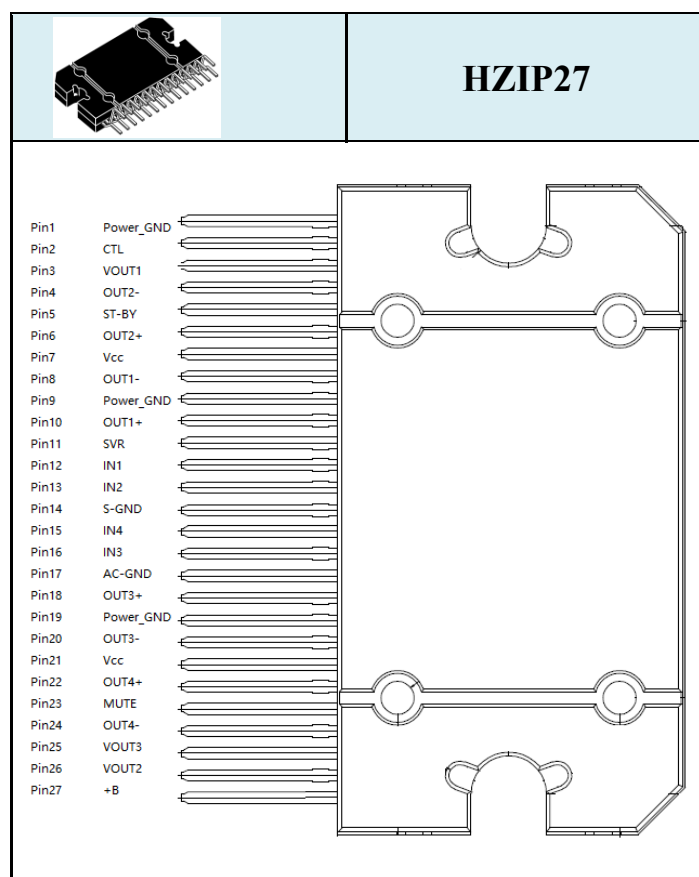 HZIP27
Pin1 Power_GND
Pin2 CTL
Pin3 VOUT1
Pin4 OUT2-
Pin5 ST-BY
Pin6 OUT2+
Pin7 Vcc
Pin8 OUT1-
Pin9 Power_GND
Pin10 OUT1+
Pin11 SVR
Pin12 IN1
Pin13 IN2
Pin14 S-GND
Pin15 IN4
Pin16 IN3
Pin17 AC-GND
Pin18 OUT3+
Pin19 Power_GND
Pin20 OUT3-
Pin21 Vcc
Pin22 OUT4+
Pin23 MUTE
Pin24 OUT4-
Pin25 VOUT3
Pin26 VOUT2
Pin27 +B